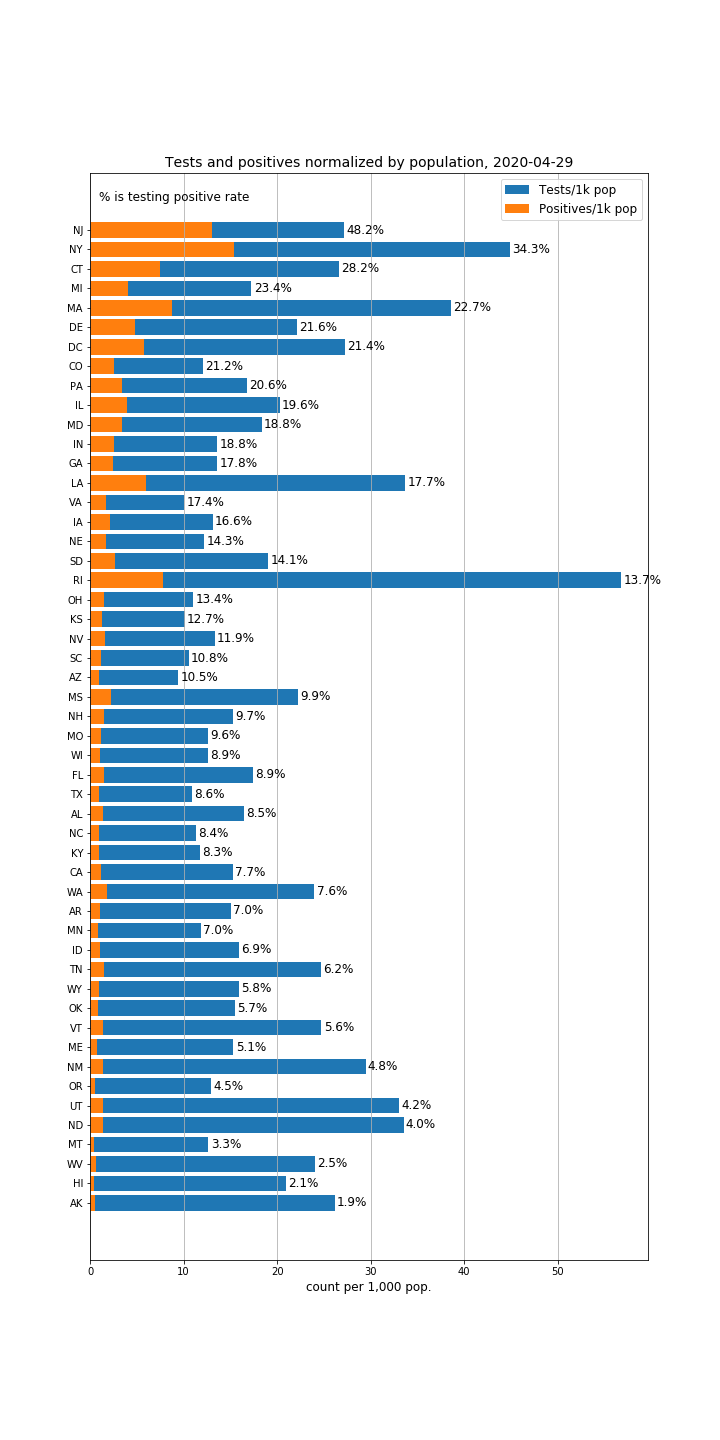 Tests and positives normalized by population, 2020-04-29
% is testing positive rate
Tests/1k pop
Positives/1k pop
NJ 48.2%
NY 34.3%
CT 28.2%
MI 23.4%
MA 22.7%
DE 21.6%
DC 21.4%
CO 21.2%
PA 20.6%
IL 19.6%
MD 18.8%
IN 18.8%
GA 17.8%
LA 17.7%
VA 17.4%
IA 16.6%
NE 14.3%
SD 14.1%
RI 13.7%
OH 13.4%
KS 12.7%
NV 11.9%
SC 10.8%
AZ 10.5%
MS 9.9%
NH 9.7%
MO 9.6%
WI 8.9%
FL 8.9%
TX 8.6%
AL 8.5%
NC 8.4%
KY 8.3%
CA 7.7%
WA 7.6%
AR 7.0%
MN 7.0%
ID 6.9%
TN 6.2%
WY 5.8%
OK 5.7%
VT 5.6%
ME 5.1%
NM 4.8%
OR 4.5%
UT 4.2%
ND 4.0%
MT 3.3%
WV 2.5%
HI 2.1%
AK 1.9%
0 10 20 30 40 50
count per 1,000 pop.